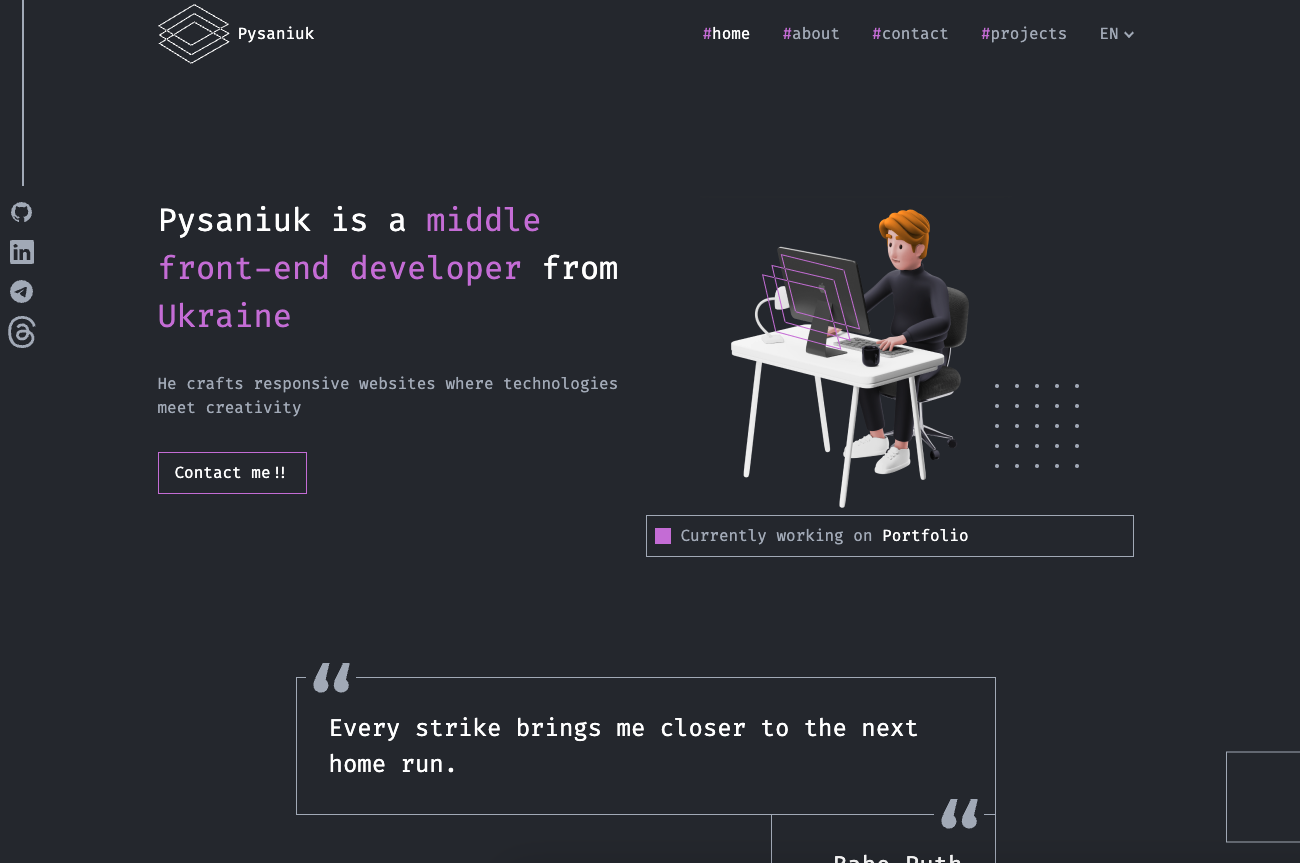 Pysaniuk
#home #about #contact #projects EN
Pysaniuk is a middle
front-end developer from
Ukraine
He crafts responsive websites where technologies
meet creativity
Contact me!!
Currently working on Portfolio
“
Every strike brings me closer to the next
home run.
“
Babe Ruth